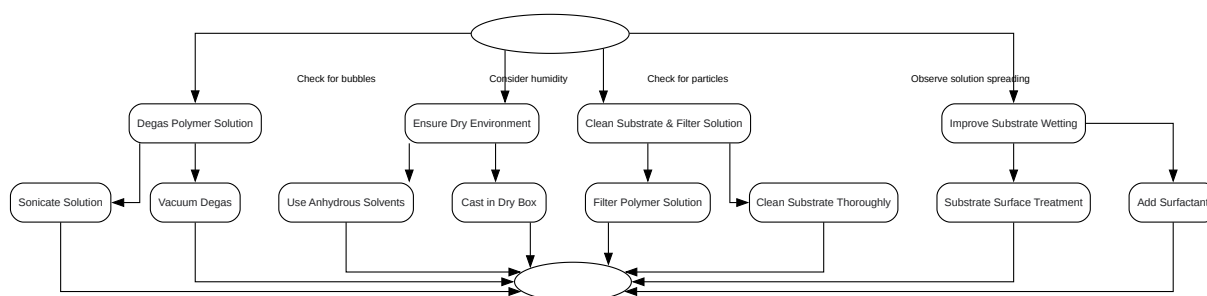 Check for bubbles
Consider humidity
Check for particles
Observe solution spreading
Degas Polymer Solution
Ensure Dry Environment
Clean Substrate & Filter Solution
Improve Substrate Wetting
Sonicate Solution
Vacuum Degas
Use Anhydrous Solvents
Cast in Dry Box
Filter Polymer Solution
Clean Substrate Thoroughly
Substrate Surface Treatment
Add Surfactant